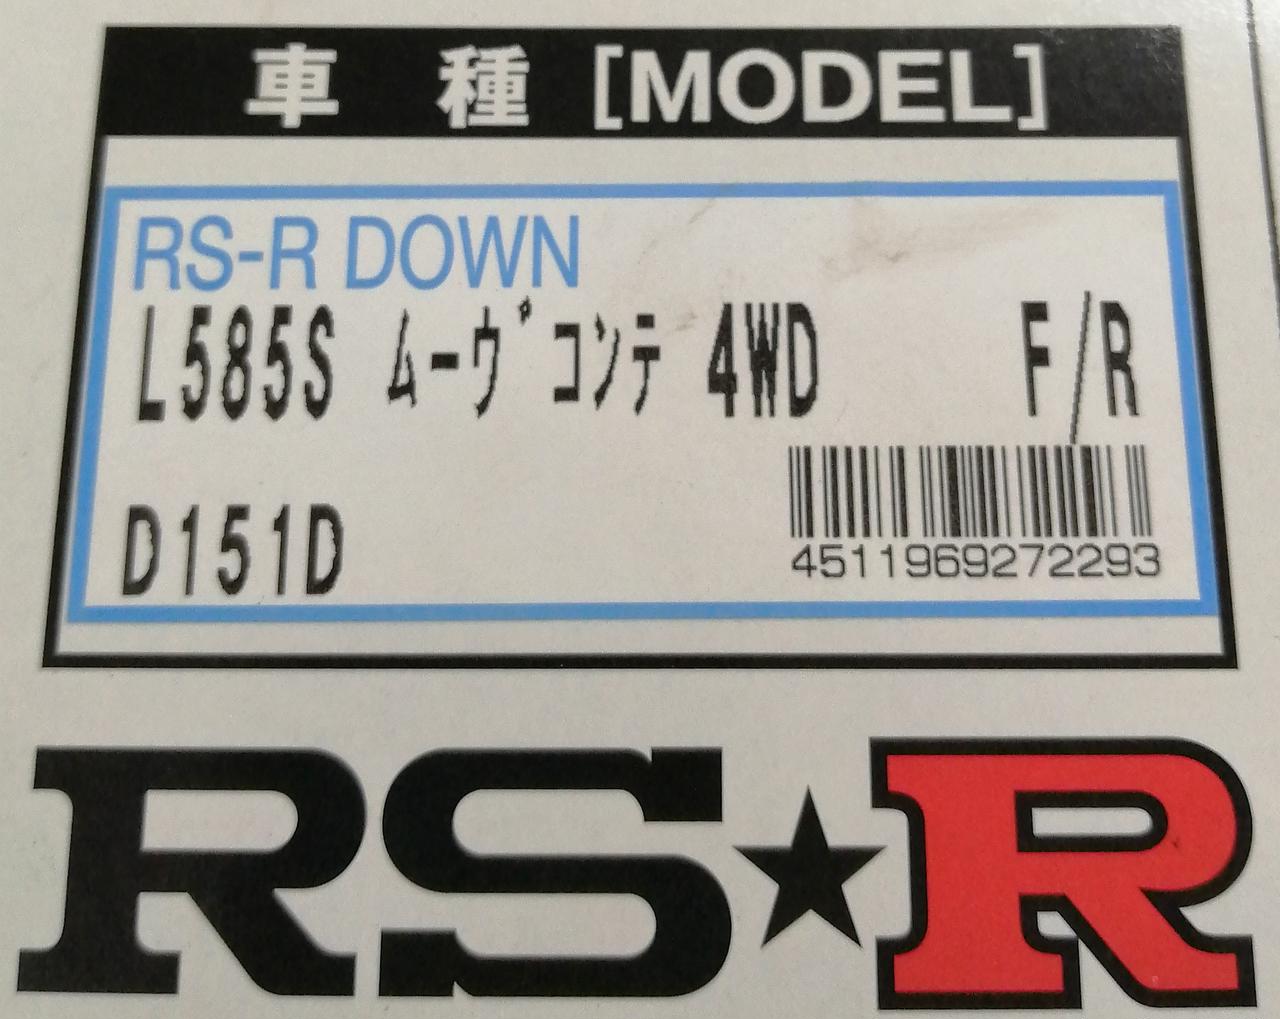 車 種 [MODEL]
RS-R DOWN
L585S ﾑｰｳﾞｺﾝﾃ 4WD F/R
D151D
4511969272293
RS★R